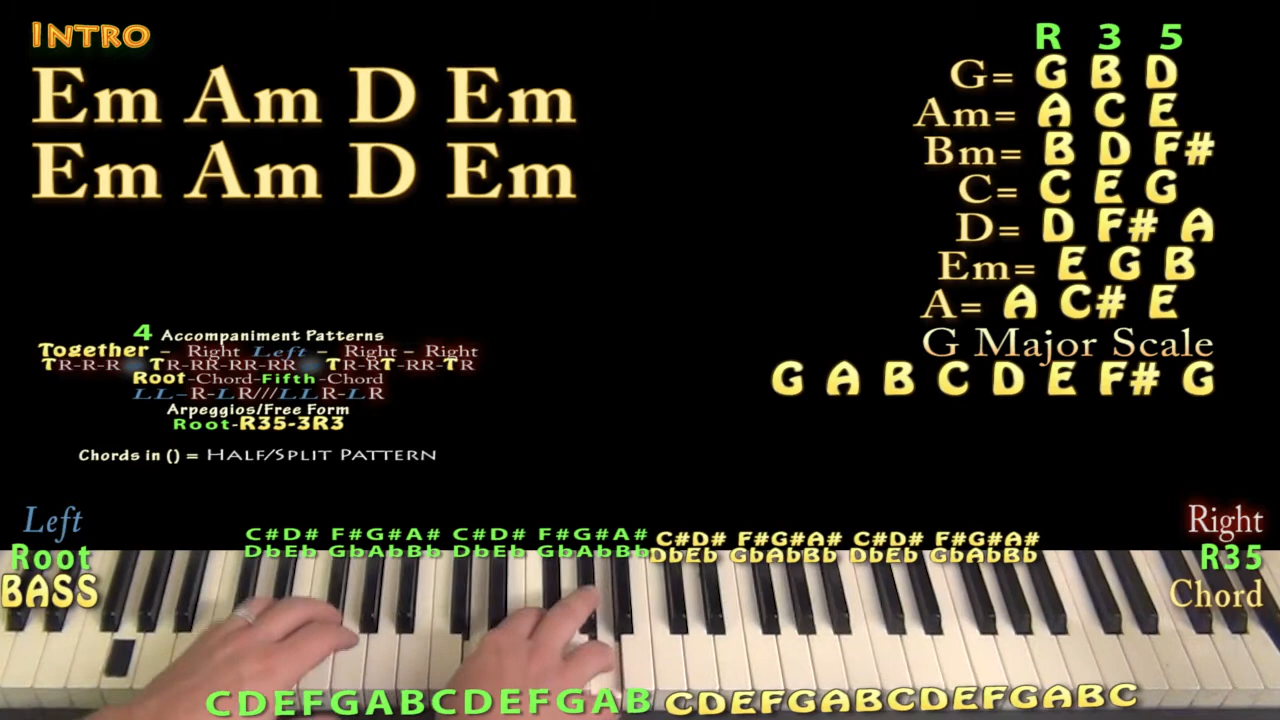 Intro
Em Am D Em
Em Am D Em
R 3 5
G= G B D
Am= A C E
Bm= B D F#
C= C E G
D= D F# A
Em= E G B
A= A C# E
G Major Scale
G A B C D E F# G
4 Accompaniment Patterns
Together – Right Left – Right – Right
TR-R-R TR-RR-RR-RR TR-RT-RR-TR
Root-Chord-Fifth-Chord
LL-R-LR///LLR-LR
Arpeggios/Free Form
Root-R35-3R3
Chords in () = Half/Split Pattern
Left
Root
BASS
Right
R35
Chord
C#D# F#G#A# C#D# F#G#A# C#D# F#G#A# C#D# F#G#A#
DbEb GbAbBb DbEb GbAbBb DbEb GbAbBb DbEb GbAbBb
CDEFGABCDEFGAB CDEFGABCDEFGABC